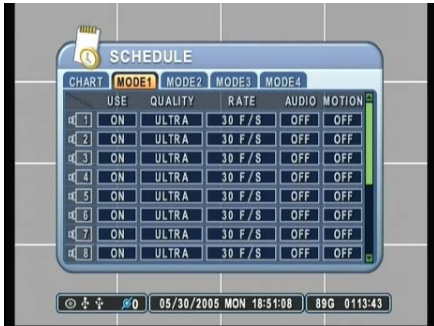 SCHEDULE
CHART MODE1 MODE2 MODE3 MODE4
USE QUALITY RATE AUDIO MOTION
1 ON ULTRA 30 F/S OFF OFF
2 ON ULTRA 30 F/S OFF OFF
3 ON ULTRA 30 F/S OFF OFF
4 ON ULTRA 30 F/S OFF OFF
5 ON ULTRA 30 F/S OFF OFF
6 ON ULTRA 30 F/S OFF OFF
7 ON ULTRA 30 F/S OFF OFF
8 ON ULTRA 30 F/S OFF OFF
0 05/30/2005 MON 18:51:08 89G 0113:43